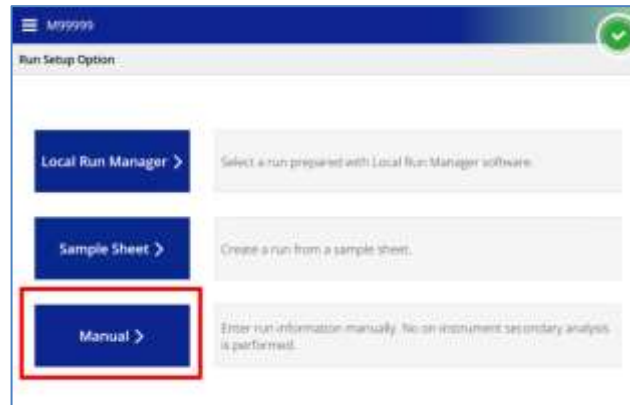 M99999
Run Setup Option
Local Run Manager >
Select a run prepared with Local Run Manager software.
Sample Sheet >
Create a run from a sample sheet.
Manual >
Enter run information manually. No on instrument secondary analysis
is performed.